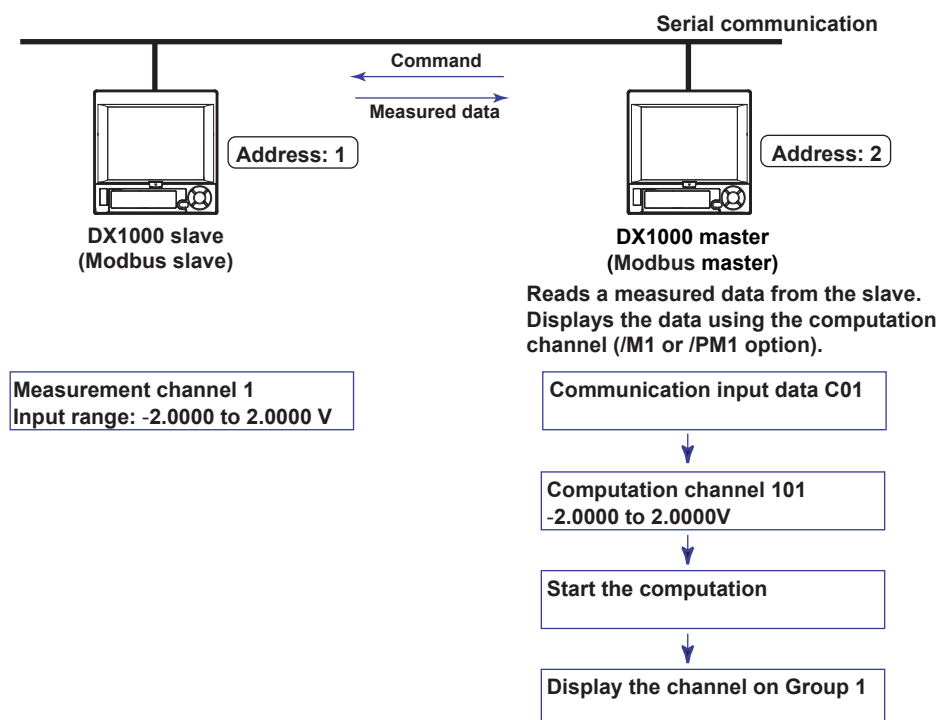 Serial communication
Command
Measured data
Address: 1
Address: 2
DX1000 slave
(Modbus slave)
DX1000 master
(Modbus master)
Reads a measured data from the slave.
Displays the data using the computation
channel (/M1 or /PM1 option).
Measurement channel 1
Input range: -2.0000 to 2.0000 V
Communication input data C01
Computation channel 101
-2.0000 to 2.0000V
Start the computation
Display the channel on Group 1